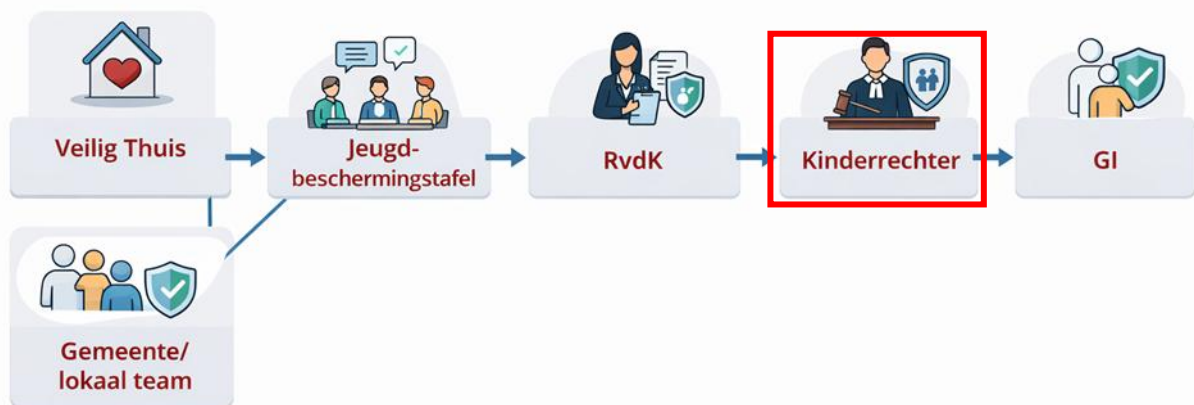 Veilig Thuis
Jeugd-
beschermingstafel
RvdK
Kinderrechter
GI
Gemeente/
lokaal team